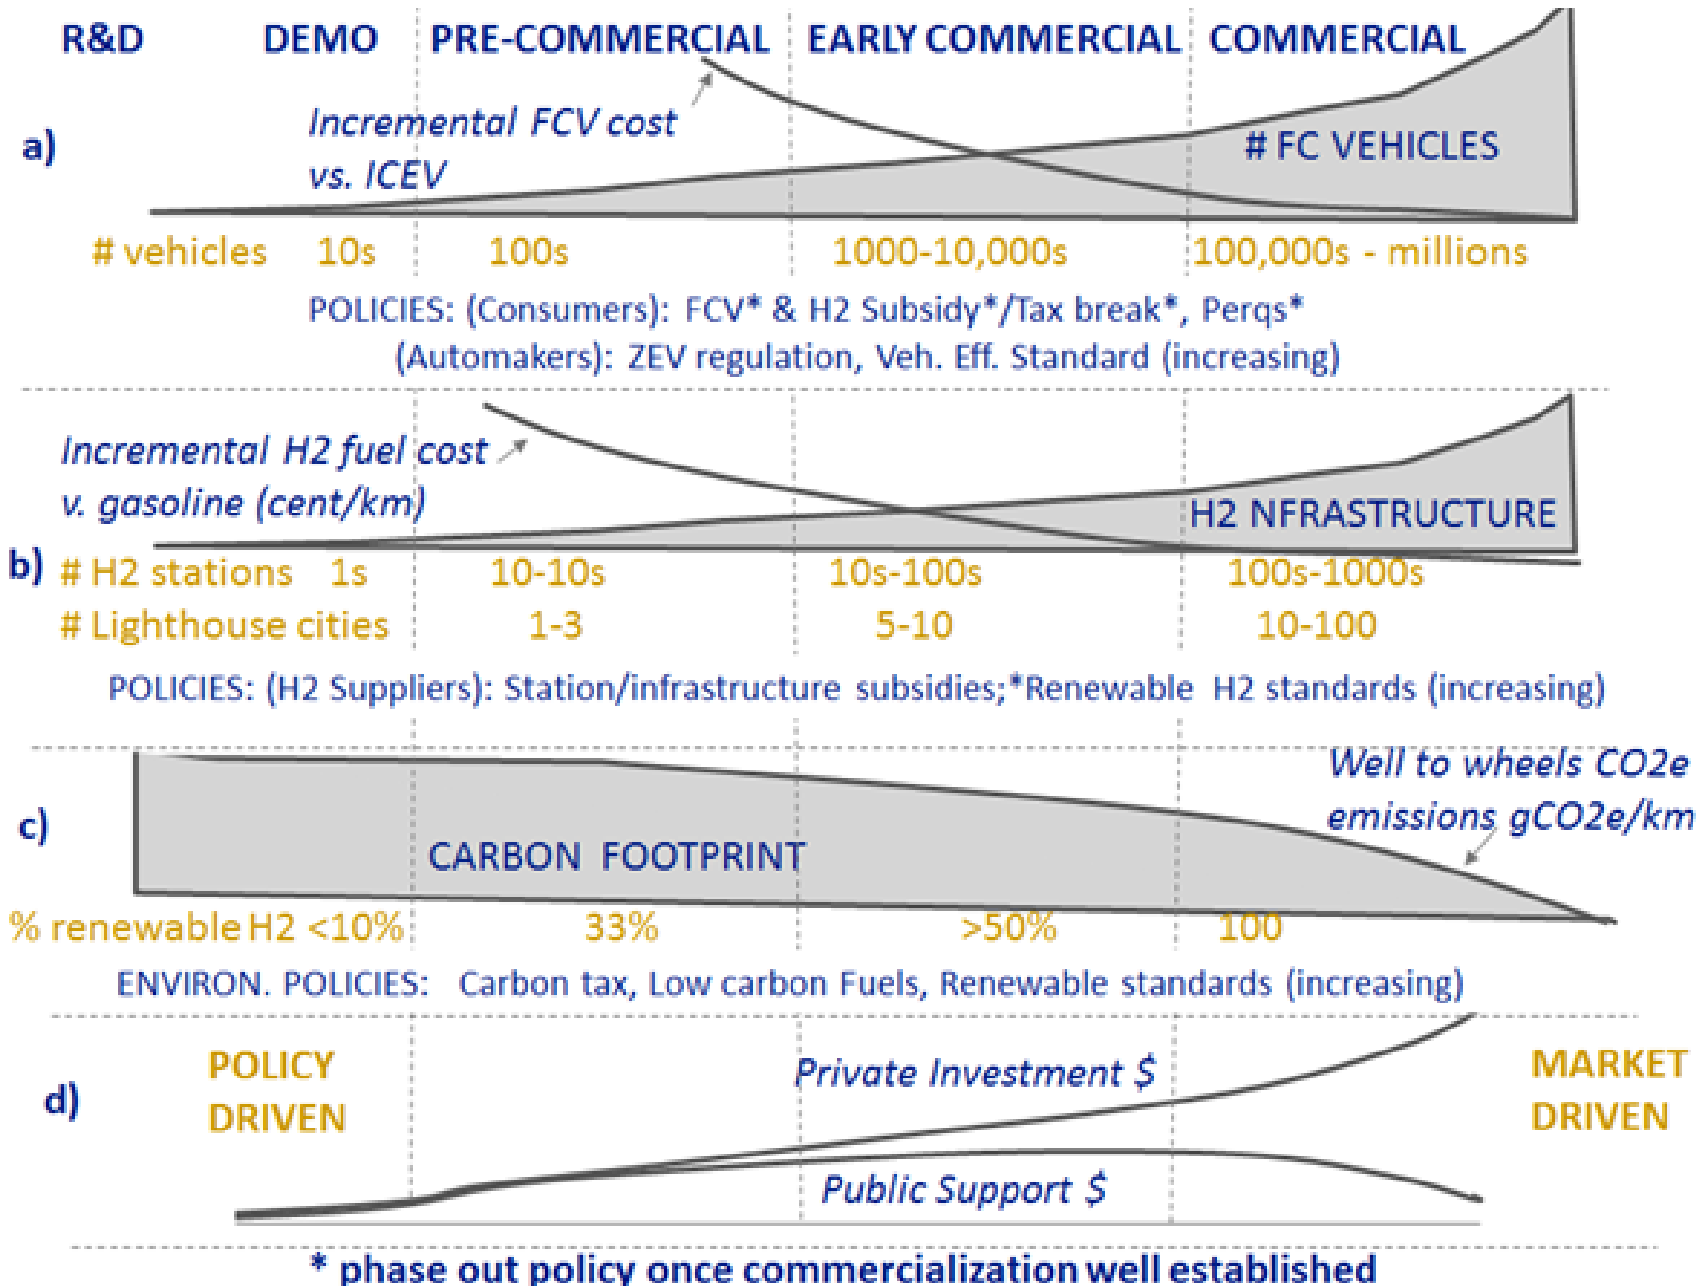 R&D DEMO PRE-COMMERCIAL EARLY COMMERCIAL COMMERCIAL
Incremental FCV cost
vs. ICEV
a)
# FC VEHICLES
# vehicles 10s 100s 1000-10,000s 100,000s - millions
POLICIES: (Consumers): FCV* & H2 Subsidy*/Tax break*, Perqs*
(Automakers): ZEV regulation, Veh. Eff. Standard (increasing)
Incremental H2 fuel cost
v. gasoline (cent/km)
H2 NFRASTRUCTURE
b)
# H2 stations 1s 10-10s 10s-100s 100s-1000s
# Lighthouse cities 1-3 5-10 10-100
POLICIES: (H2 Suppliers): Station/infrastructure subsidies;*Renewable H2 standards (increasing)
Well to wheels CO2e
emissions gCO2e/km
c)
CARBON FOOTPRINT
% renewable H2 <10% 33% >50% 100
ENVIRON. POLICIES: Carbon tax, Low carbon Fuels, Renewable standards (increasing)
POLICY
DRIVEN
d)
Private Investment $
MARKET
DRIVEN
Public Support $
* phase out policy once commercialization well established